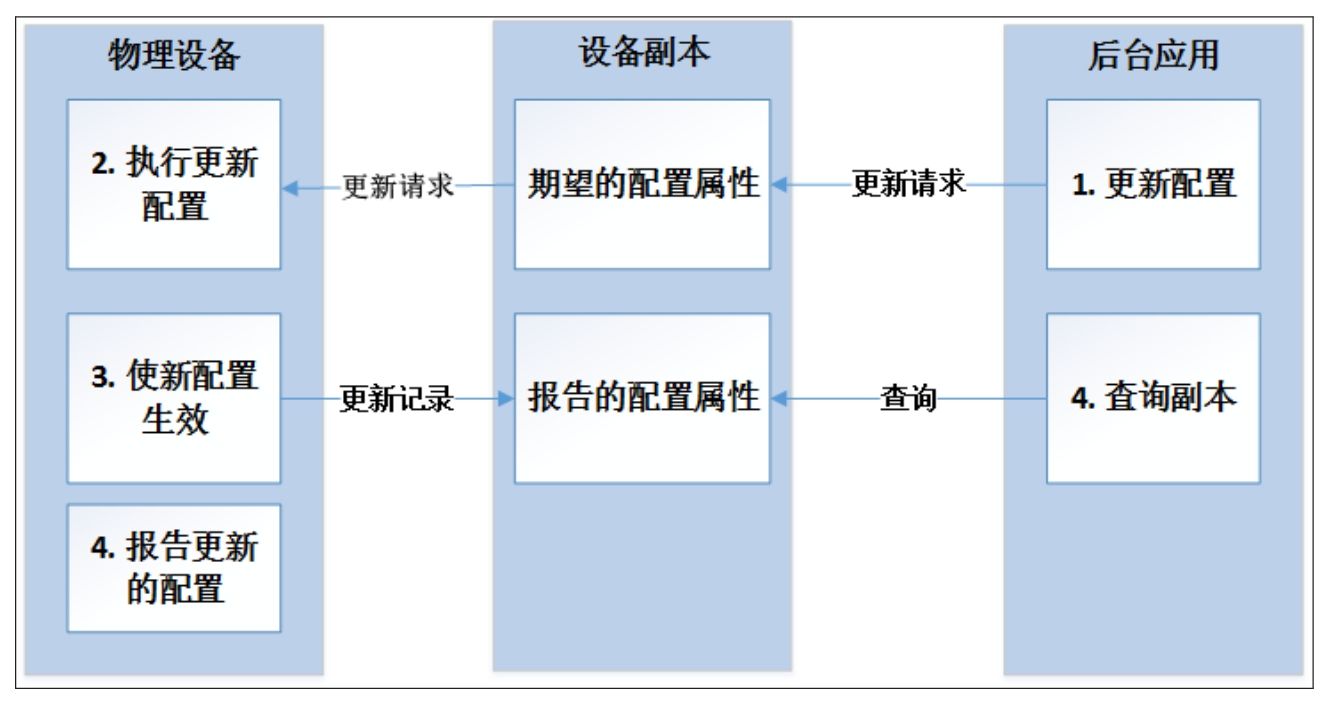 物理设备
设备副本
后台应用
2. 执行更新
配置
更新请求
期望的配置属性
更新请求
1. 更新配置
3. 使新配置
生效
更新记录
报告的配置属性
查询
4. 查询副本
4. 报告更新
的配置